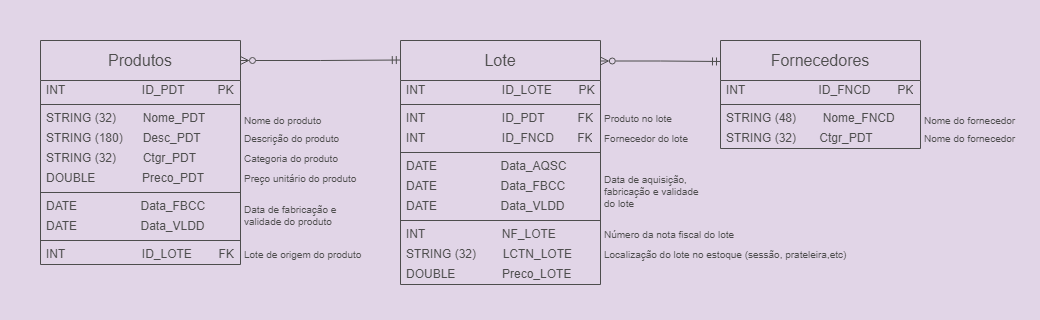 Produtos
INT ID_PDT PK
STRING (32) Nome_PDT Nome do produto
STRING (180) Desc_PDT Descrição do produto
STRING (32) Ctgr_PDT Categoria do produto
DOUBLE Preco_PDT Preço unitário do produto
DATE Data_FBCC Data de fabricação e
DATE Data_VLDD validade do produto
INT ID_LOTE FK Lote de origem do produto
Lote
INT ID_LOTE PK
INT ID_PDT FK Produto no lote
INT ID_FNCD FK Fornecedor do lote
DATE Data_AQSC
DATE Data_FBCC
DATE Data_VLDD
Data de aquisição,
fabricação e validade
do lote
INT NF_LOTE Número da nota fiscal do lote
STRING (32) LCTN_LOTE Localização do lote no estoque (sessão, prateleira,etc)
DOUBLE Preco_LOTE
Fornecedores
INT ID_FNCD PK
STRING (48) Nome_FNCD Nome do fornecedor
STRING (32) Ctgr_PDT Nome do fornecedor